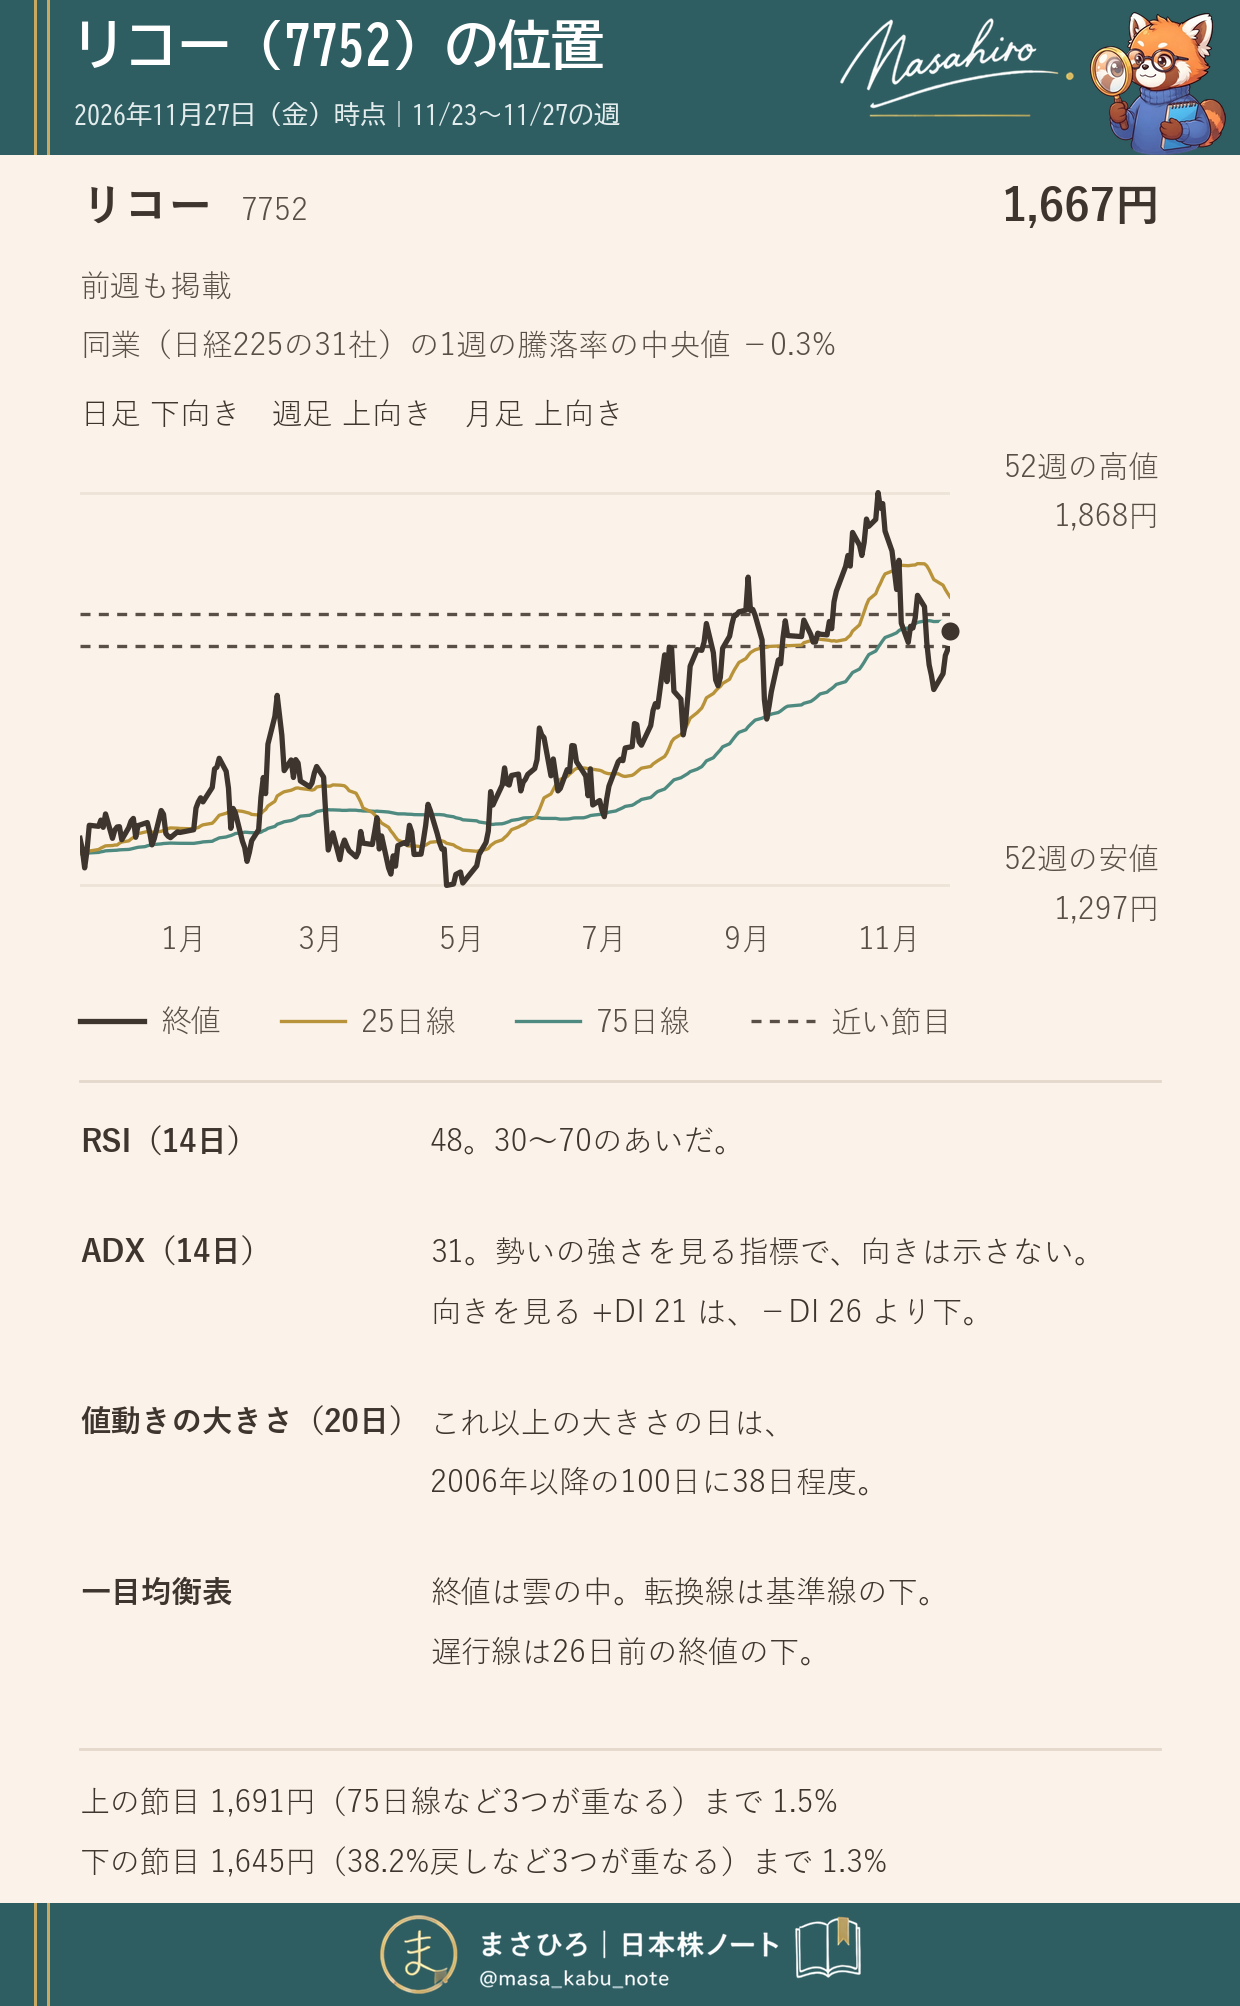 リコー（7752）の位置
Masahiro
2026年11月27日（金）時点｜11/23〜11/27の週
リコー 7752 1,667円
前週も掲載
同業（日経225の31社）の1週の騰落率の中央値 −0.3%
日足 下向き 週足 上向き 月足 上向き
52週の高値
1,868円
52週の安値
1,297円
1月 3月 5月 7月 9月 11月
終値 25日線 75日線 近い節目
RSI（14日） 48。30〜70のあいだ。
ADX（14日） 31。勢いの強さを見る指標で、向きは示さない。
向きを見る +DI 21 は、−DI 26 より下。
値動きの大きさ（20日） これ以上の大きさの日は、
2006年以降の100日に38日程度。
一目均衡表 終値は雲の中。転換線は基準線の下。
遅行線は26日前の終値の下。
上の節目 1,691円（75日線など3つが重なる）まで 1.5%
下の節目 1,645円（38.2%戻しなど3つが重なる）まで 1.3%
ま
まさひろ｜日本株ノート
@masa_kabu_note